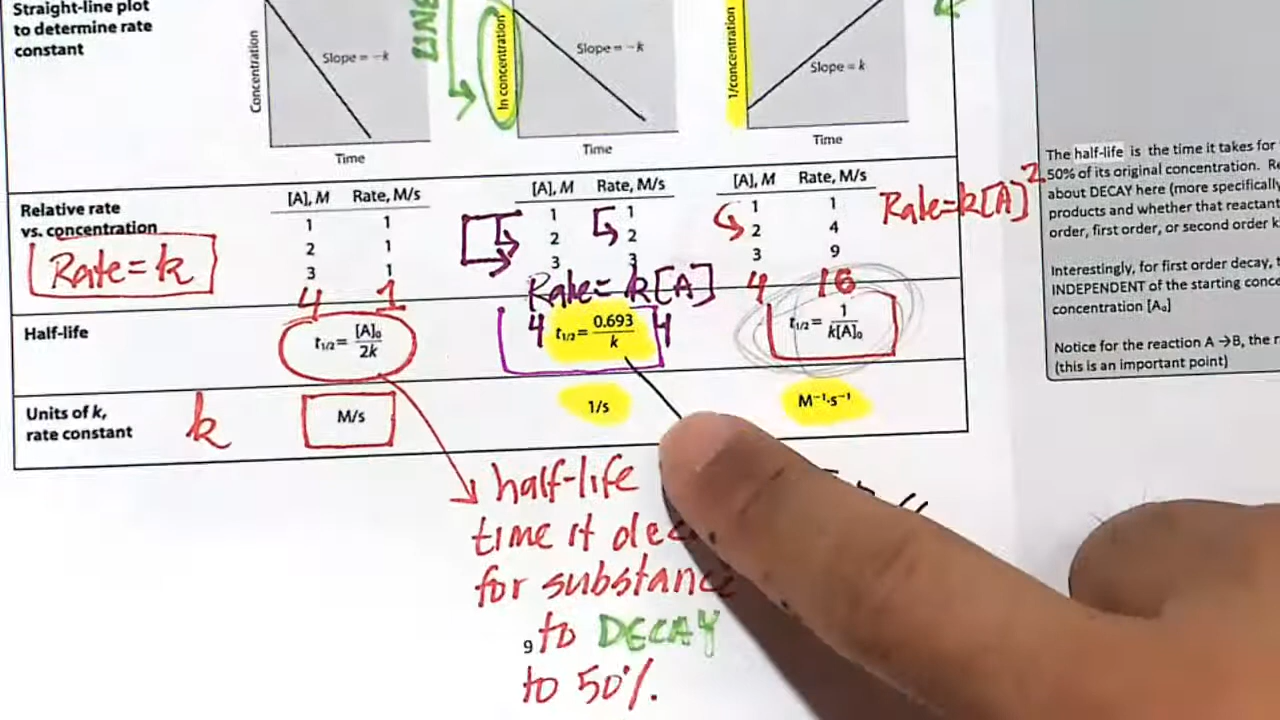 Straight-line plot
to determine rate
constant
Concentration
Slope = -k
Time
LINE
ln concentration
Slope = -k
Time
1/concentration
Slope = k
Time
Relative rate
vs. concentration
Rate = k
[A], M Rate, M/s
1 1
2 1
3 1
4 1
[A], M Rate, M/s
1 1
2 2
3 3
Rate = k[A]
4 4
[A], M Rate, M/s
1 1
2 4
3 9
4 16
Rate = k[A]²
Half-life
t1/2 = [A]₀ / 2k
t1/2 = 0.693 / k
t1/2 = 1 / k[A]₀
Units of k,
rate constant
k
M/s
1/s
M⁻¹·s⁻¹
half-life
time it
for substance
to DECAY
9
to 50%.
The half-life is the time it takes for
50% of its original concentration.
about DECAY here (more specifically
products and whether that reactant
order, first order, or second order k
Interestingly, for first order decay, t
INDEPENDENT of the starting conce
concentration [A₀]
Notice for the reaction A →B, the r
(this is an important point)